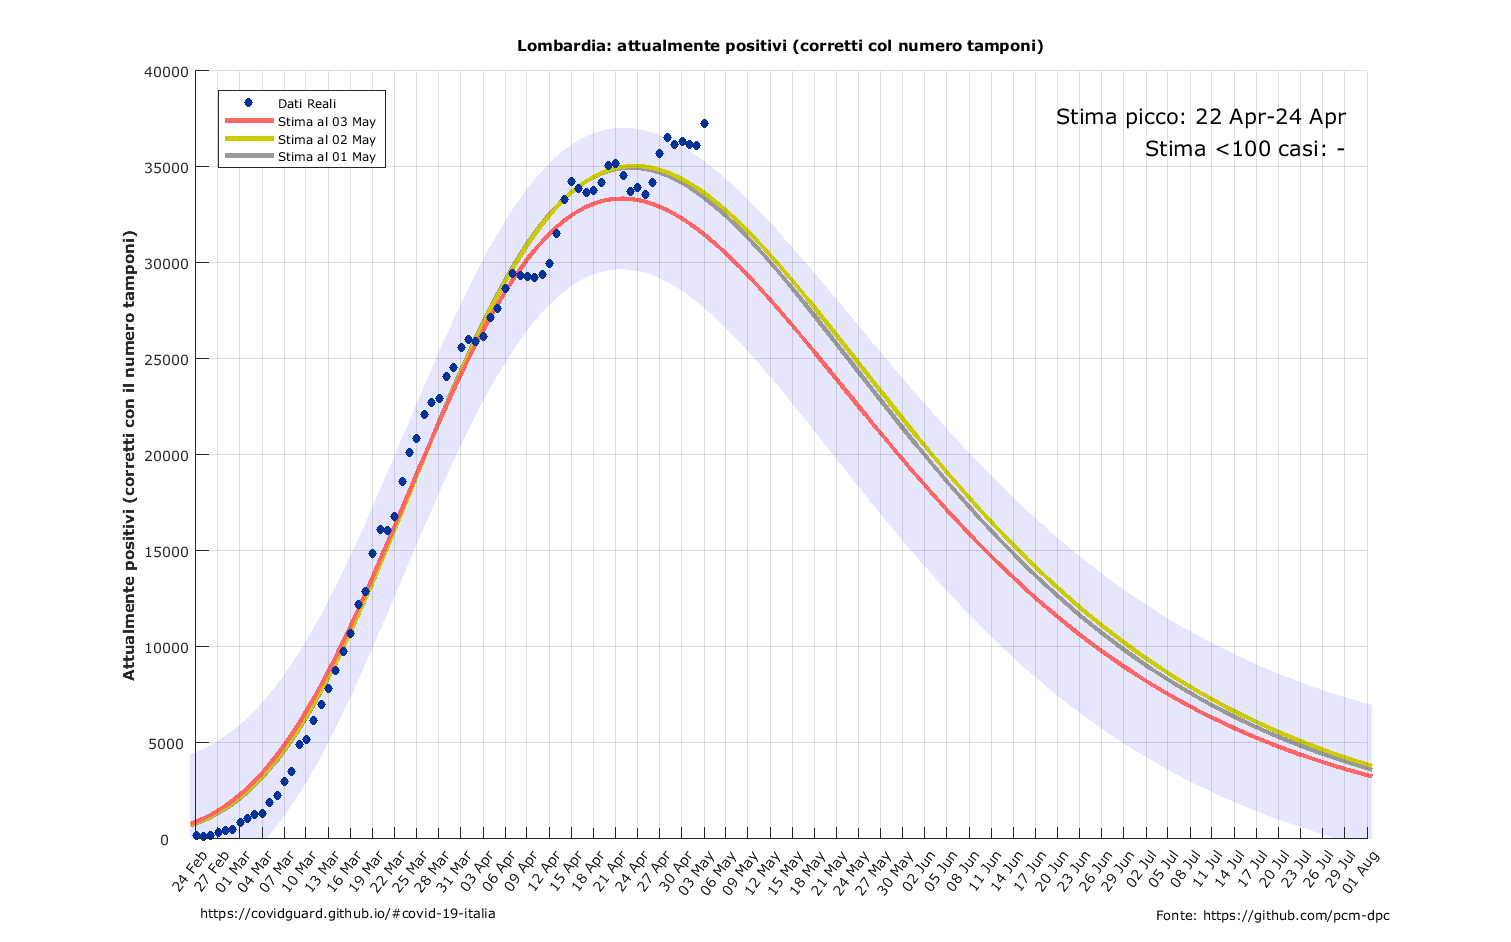 Lombardia: attualmente positivi (corretti col numero tamponi)
Attualmente positivi (corretti con il numero tamponi)
40000
35000
30000
25000
20000
15000
10000
5000
0
Dati Reali
Stima al 03 May
Stima al 02 May
Stima al 01 May
Stima picco: 22 Apr-24 Apr
Stima <100 casi: -
24 Feb
27 Feb
01 Mar
04 Mar
07 Mar
10 Mar
13 Mar
16 Mar
19 Mar
22 Mar
25 Mar
28 Mar
31 Mar
03 Apr
06 Apr
09 Apr
12 Apr
15 Apr
18 Apr
21 Apr
24 Apr
27 Apr
30 Apr
03 May
06 May
09 May
12 May
15 May
18 May
21 May
24 May
27 May
30 May
02 Jun
05 Jun
08 Jun
11 Jun
14 Jun
17 Jun
20 Jun
23 Jun
26 Jun
29 Jun
02 Jul
05 Jul
08 Jul
11 Jul
14 Jul
17 Jul
20 Jul
23 Jul
26 Jul
29 Jul
01 Aug
https://covidguard.github.io/#covid-19-italia
Fonte: https://github.com/pcm-dpc